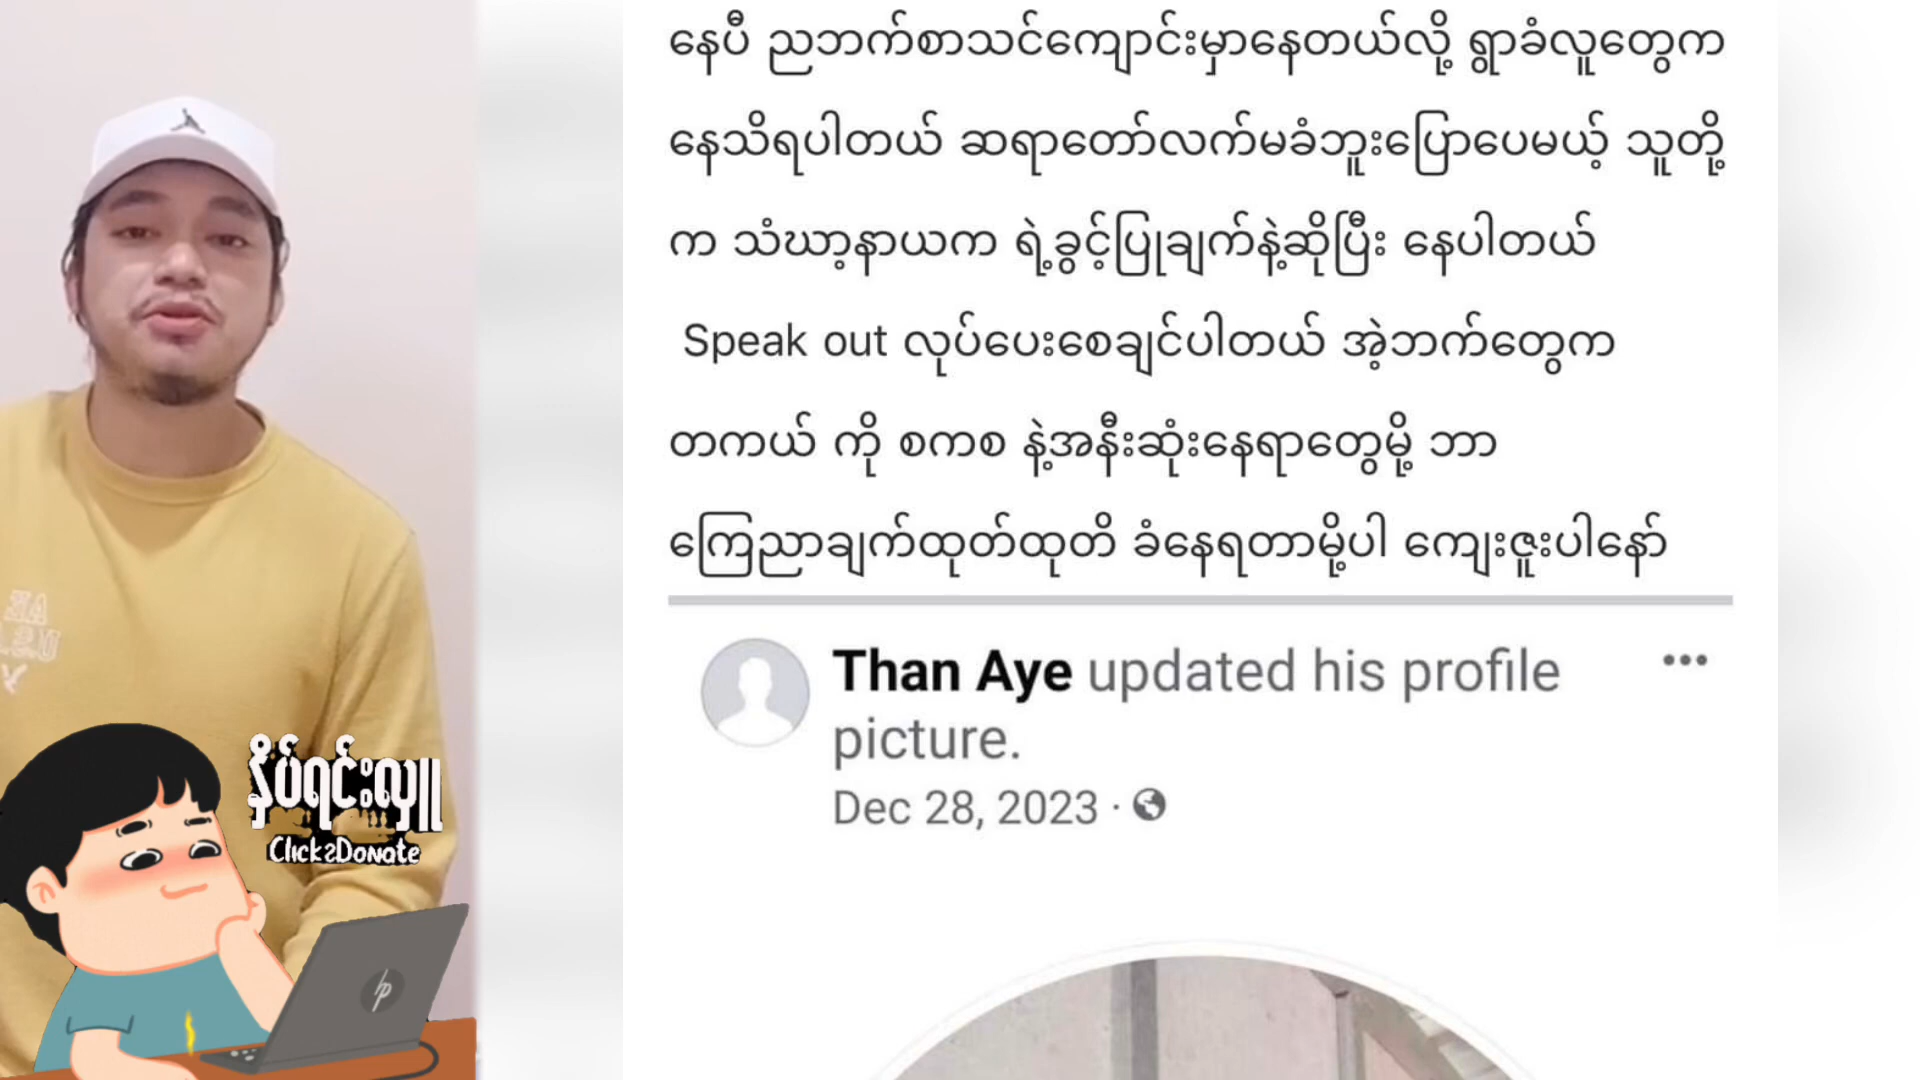 နေပီ ညဘက်စာသင်ကျောင်းမှာနေတယ်လို့ ရွာခံလူတွေက
နေသိရပါတယ် ဆရာတော်လက်မခံဘူးပြောပေမယ့် သူတို့
က သံဃာ့နာယက ရဲ့ခွင့်ပြုချက်နဲ့ဆိုပြီး နေပါတယ်
Speak out လုပ်ပေးစေချင်ပါတယ် အဲ့ဘက်တွေက
တကယ် ကို စကစ နဲ့အနီးဆုံးနေရာတွေမို့ ဘာ
ကြေညာချက်ထုတ်ထုတိ ခံနေရတာမို့ပါ ကျေးဇူးပါနော်
Than Aye updated his profile
picture.
Dec 28, 2023
နှိပ်ရင်းလှူ
Click2Donate
hp